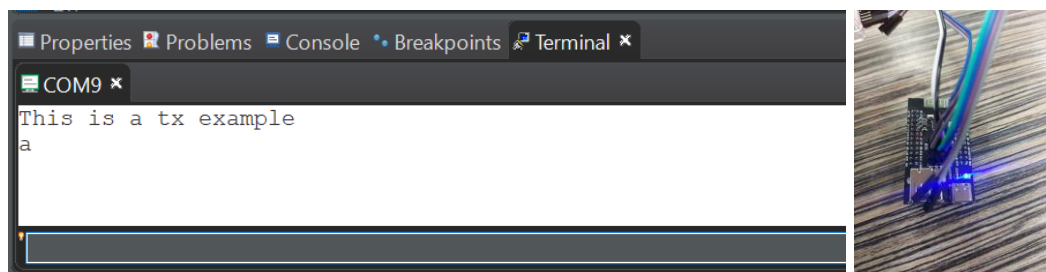 Properties Problems Console Breakpoints Terminal
COM9
This is a tx example
a